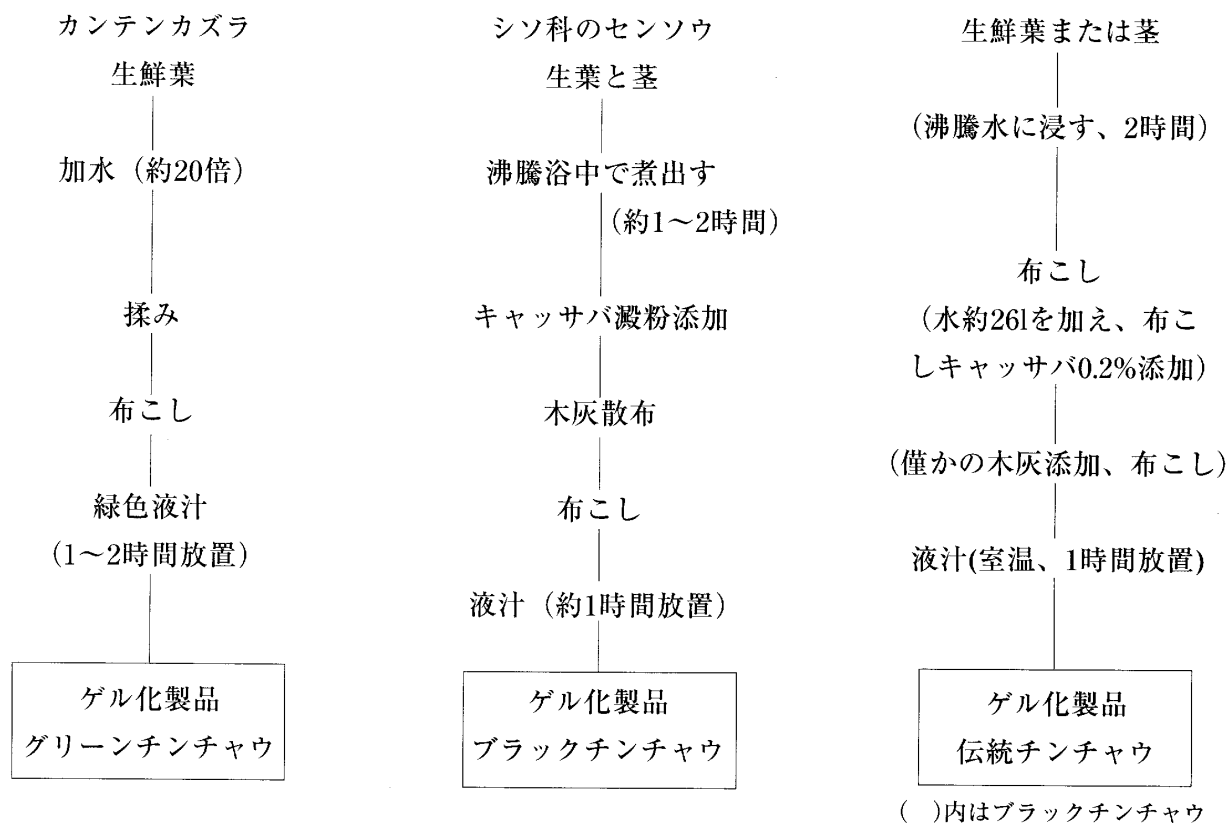 カンテンカズラ
生鮮葉
加水（約20倍）
揉み
布こし
緑色液汁
（1～2時間放置）
ゲル化製品
グリーンチンチャウ
シソ科のセンソウ
生葉と茎
沸騰浴中で煮出す
（約1～2時間）
キャッサバ澱粉添加
木灰散布
布こし
液汁（約1時間放置）
ゲル化製品
ブラックチンチャウ
生鮮葉または茎
（沸騰水に浸す、2時間）
布こし
（水約26lを加え、布こ
しキャッサバ0.2%添加）
（僅かの木灰添加、布こし）
液汁(室温、1時間放置)
ゲル化製品
伝統チンチャウ
（　）内はブラックチンチャウ